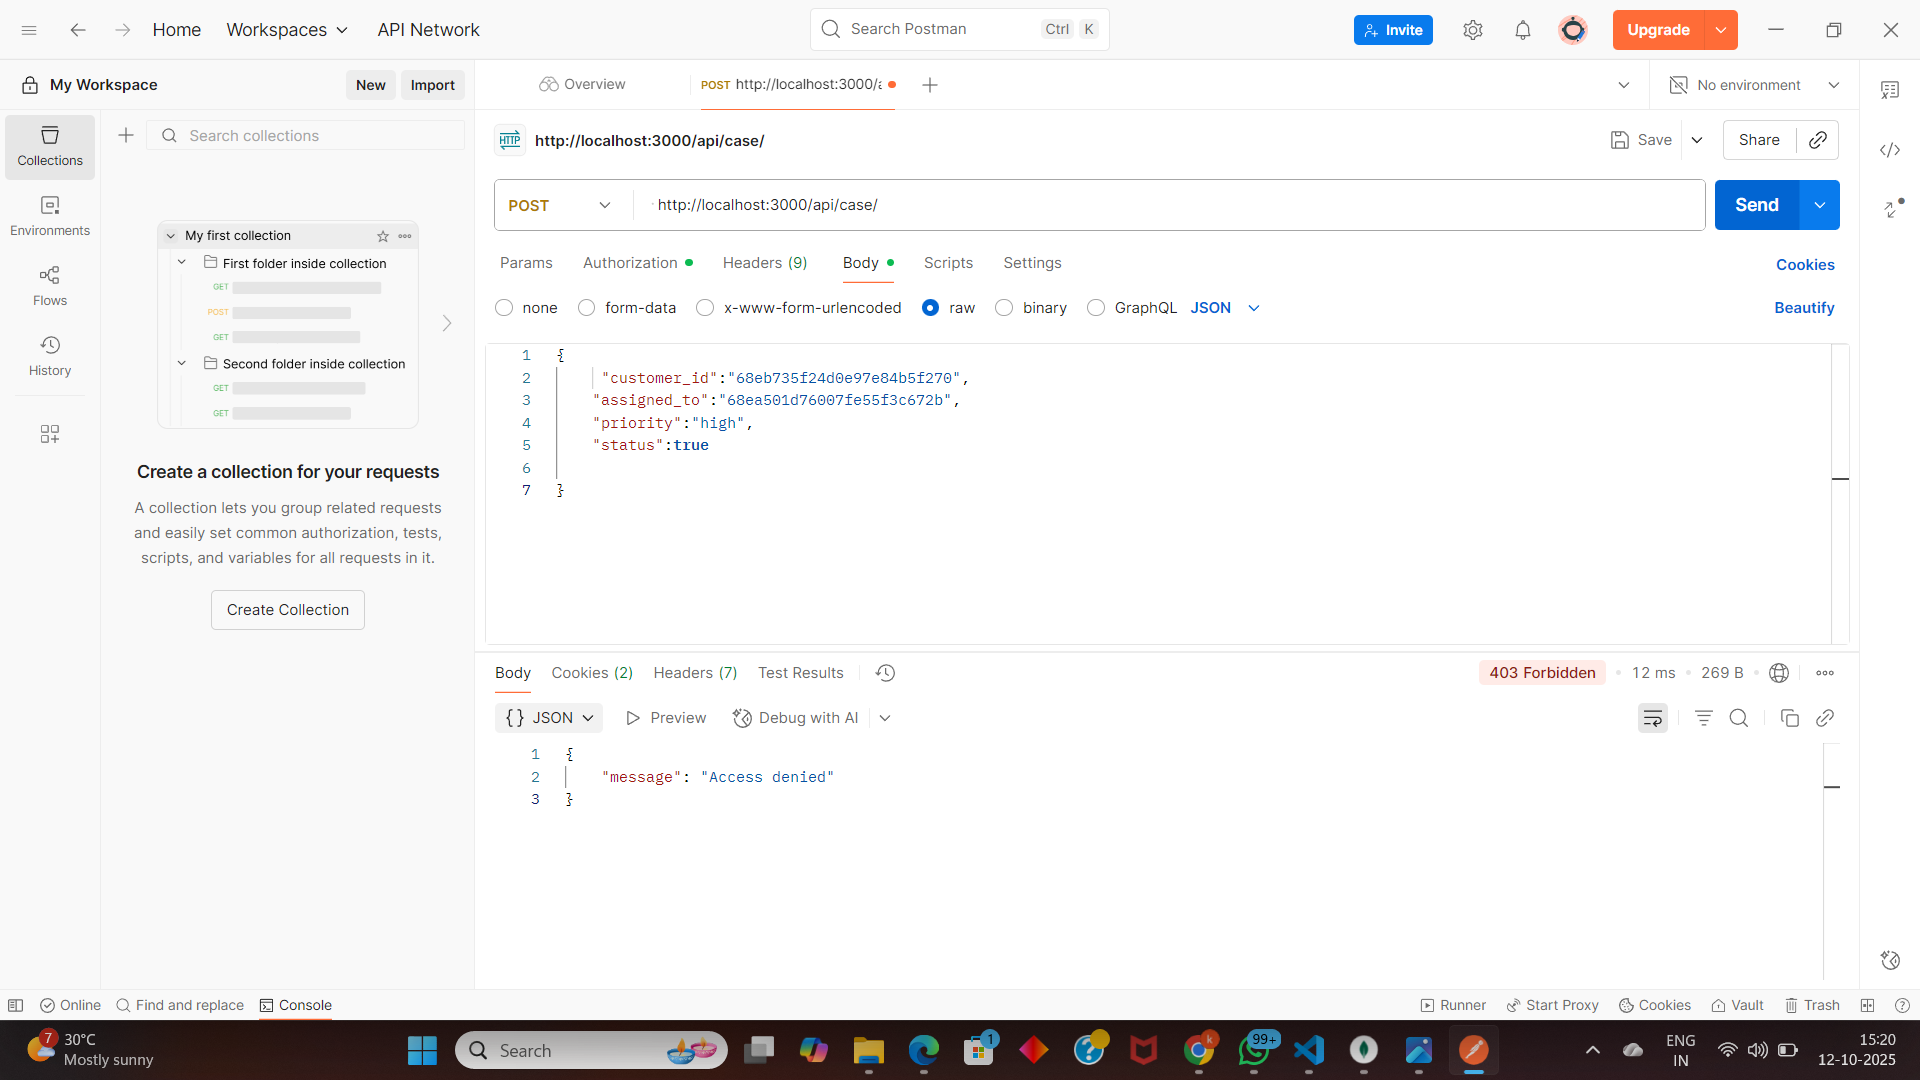 Home
Workspaces
API Network
Search Postman
Ctrl K
Invite
Upgrade
My Workspace
New
Import
Overview
POST http://localhost:3000/a
No environment
Collections
Search collections
Environments
Flows
History
My first collection
First folder inside collection
GET
POST
GET
Second folder inside collection
GET
GET
Create a collection for your requests
A collection lets you group related requests
and easily set common authorization, tests,
scripts, and variables for all requests in it.
Create Collection
HTTP http://localhost:3000/api/case/
Save
Share
POST
http://localhost:3000/api/case/
Send
Params
Authorization
Headers (9)
Body
Scripts
Settings
Cookies
none
form-data
x-www-form-urlencoded
raw
binary
GraphQL
JSON
Beautify
1 {
2 "customer_id":"68eb735f24d0e97e84b5f270",
3 "assigned_to":"68ea501d76007fe55f3c672b",
4 "priority":"high",
5 "status":true
6
7 }
Body
Cookies (2)
Headers (7)
Test Results
403 Forbidden
12 ms
269 B
{} JSON
Preview
Debug with AI
1 {
2 "message": "Access denied"
3 }
Online
Find and replace
Console
Runner
Start Proxy
Cookies
Vault
Trash
7
30°C
Mostly sunny
Search
1
k
99+
ENG
IN
15:20
12-10-2025